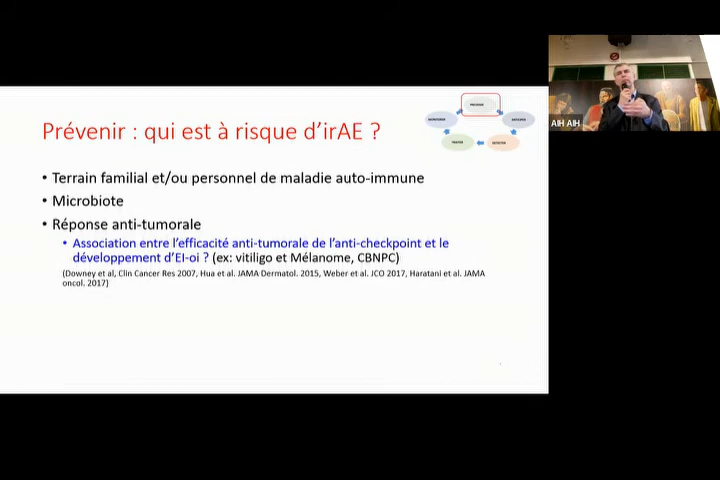 Prévenir : qui est à risque d'irAE ?
• Terrain familial et/ou personnel de maladie auto-immune
• Microbiote
• Réponse anti-tumorale
• Association entre l'efficacité anti-tumorale de l'anti-checkpoint et le
développement d'EI-oi ? (ex: vitiligo et Mélanome, CBNPC)
(Downey et al, Clin Cancer Res 2007, Hua et al. JAMA Dermatol. 2015, Weber et al. JCO 2017, Haratani et al. JAMA
oncol. 2017)
PREVENIR
TRAITER
AIH AIH